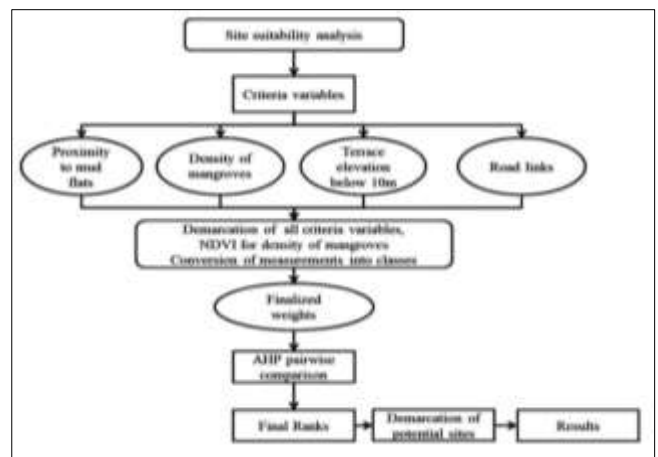 Site suitability analysis
Criteria variables
Proximity
to mud
flats
Density of
mangroves
Terrace
elevation
below 10m
Road links
Demarcation of all criteria variables,
NDVI for density of mangroves
Conversion of measurements into classes
Finalized
weights
AHP pairwise
comparison
Final Ranks
Demarcation of
potential sites
Results